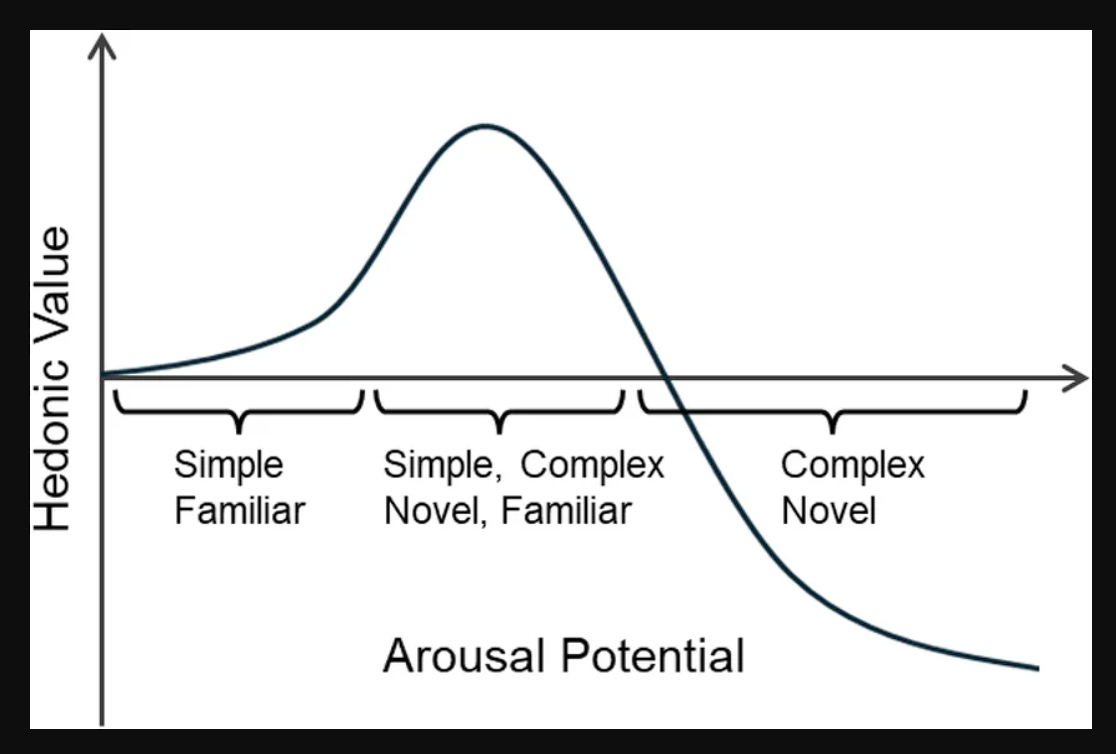 Hedonic Value
Simple
Familiar
Simple, Complex
Novel, Familiar
Complex
Novel
Arousal Potential